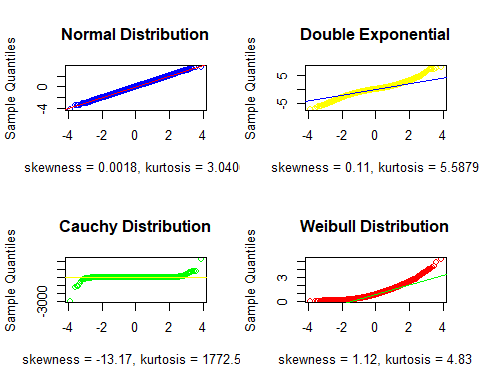 Normal Distribution
Sample Quantiles
-4 0
-4 -2 0 2 4
skewness = 0.0018, kurtosis = 3.040
Double Exponential
Sample Quantiles
-5 5
-4 -2 0 2 4
skewness = 0.11, kurtosis = 5.5879
Cauchy Distribution
Sample Quantiles
-3000
-4 -2 0 2 4
skewness = -13.17, kurtosis = 1772.5
Weibull Distribution
Sample Quantiles
0 3
-4 -2 0 2 4
skewness = 1.12, kurtosis = 4.83